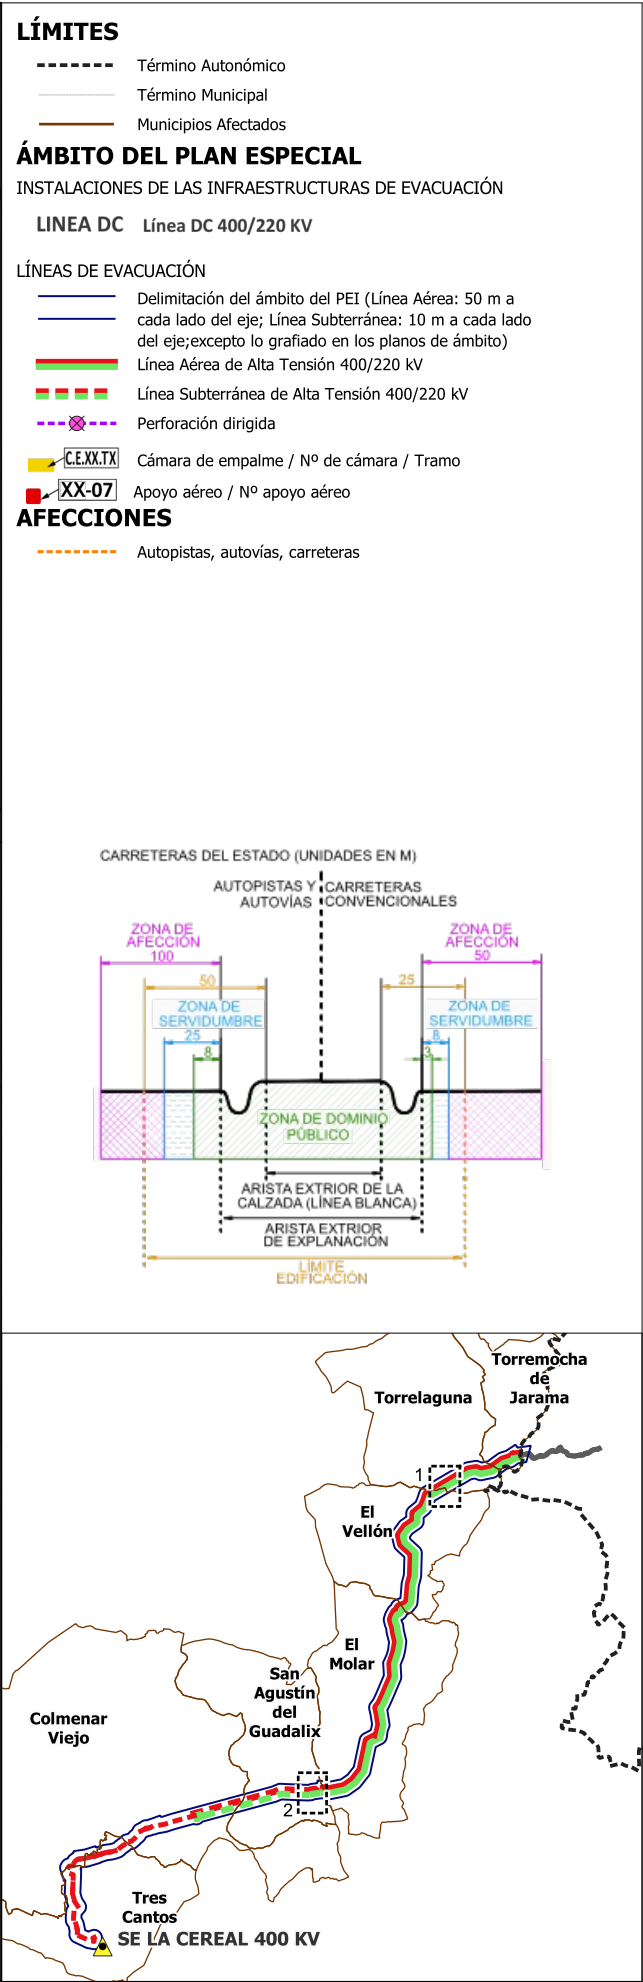 LÍMITES
Término Autonómico
Término Municipal
Municipios Afectados
ÁMBITO DEL PLAN ESPECIAL
INSTALACIONES DE LAS INFRAESTRUCTURAS DE EVACUACIÓN
LINEA DC Línea DC 400/220 KV
LÍNEAS DE EVACUACIÓN
Delimitación del ámbito del PEI (Línea Aérea: 50 m a
cada lado del eje; Línea Subterránea: 10 m a cada lado
del eje;excepto lo grafiado en los planos de ámbito)
Línea Aérea de Alta Tensión 400/220 kV
Línea Subterránea de Alta Tensión 400/220 kV
Perforación dirigida
C.E.XX.TX Cámara de empalme / Nº de cámara / Tramo
XX-07 Apoyo aéreo / Nº apoyo aéreo
AFECCIONES
Autopistas, autovías, carreteras
CARRETERAS DEL ESTADO (UNIDADES EN M)
AUTOPISTAS Y CARRETERAS
AUTOVÍAS CONVENCIONALES
ZONA DE ZONA DE
AFECCIÓN AFECCIÓN
100 50
50 25
ZONA DE ZONA DE
SERVIDUMBRE SERVIDUMBRE
25 8
8 3
ZONA DE DOMINIO
PÚBLICO
ARISTA EXTRIOR DE LA
CALZADA (LÍNEA BLANCA)
ARISTA EXTRIOR
DE EXPLANACIÓN
LÍMITE
EDIFICACIÓN
Torremocha
de
Jarama
Torrelaguna
1
El
Vellón
El
Molar
San
Agustín
del
Guadalix
Colmenar
Viejo
2
Tres
Cantos
SE LA CEREAL 400 KV